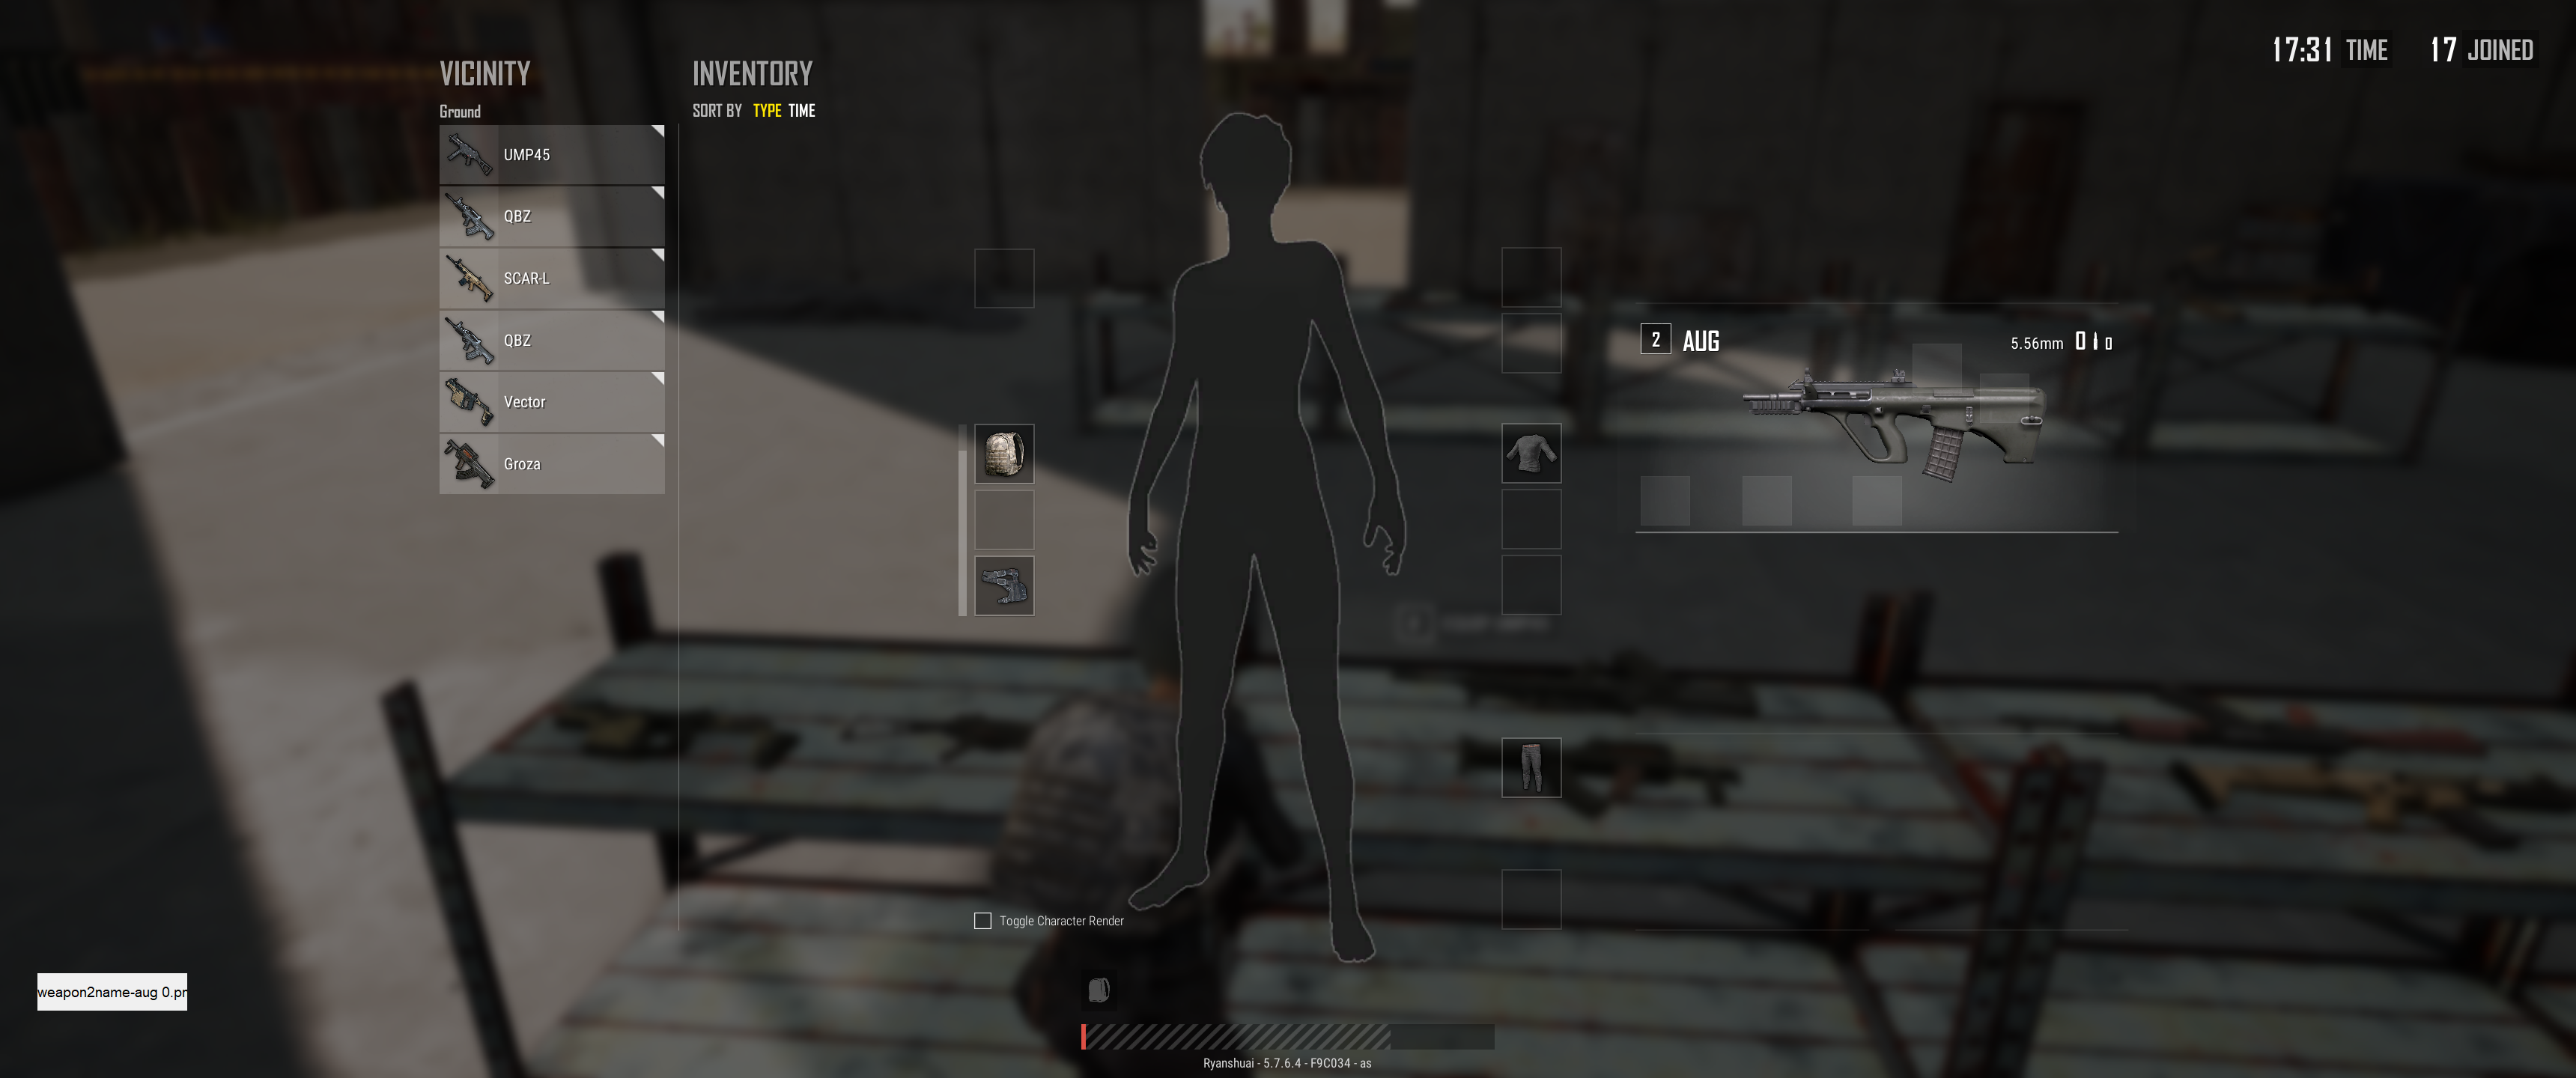 VICINITY
INVENTORY
17:31 TIME 17 JOINED
Ground
SORT BY TYPE TIME
UMP45
QBZ
SCAR-L
QBZ
Vector
Groza
2 AUG
5.56mm 0 0
Toggle Character Render
weapon2name-aug 0.pr
Ryanshuai - 5.7.6.4 - F9C034 - as